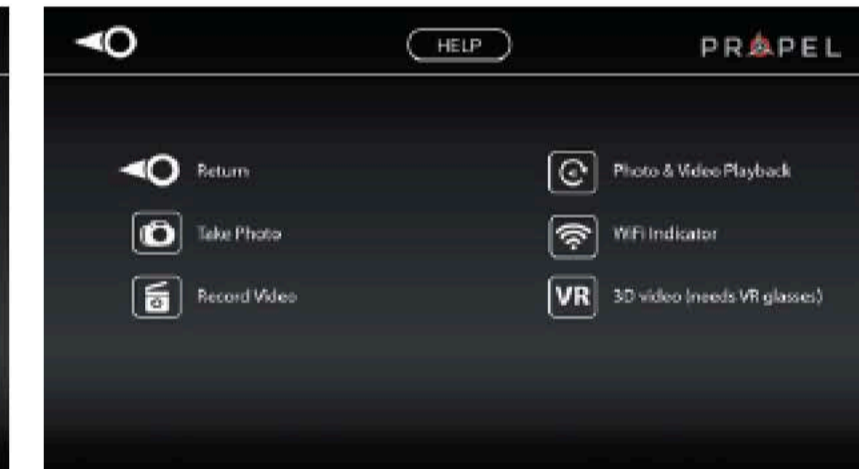 HELP
PROPEL
Return
Take Photo
Record Video
Photo & Video Playback
WiFi Indicator
VR
3D video (needs VR glasses)